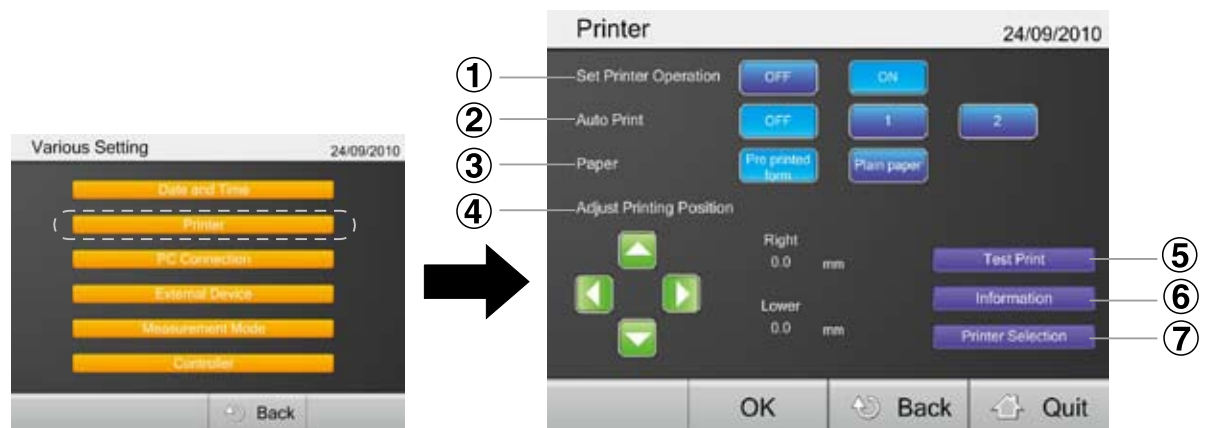 Various Setting 24/09/2010
Date and Time
Printer
PC Connection
External Device
Measurement Mode
Controller
Back
Printer 24/09/2010
1 Set Printer Operation OFF ON
2 Auto Print OFF 1 2
3 Paper Pre printed form Plain paper
4 Adjust Printing Position
Right
0.0 mm
Lower
0.0 mm
Test Print 5
Information 6
Printer Selection 7
OK Back Quit